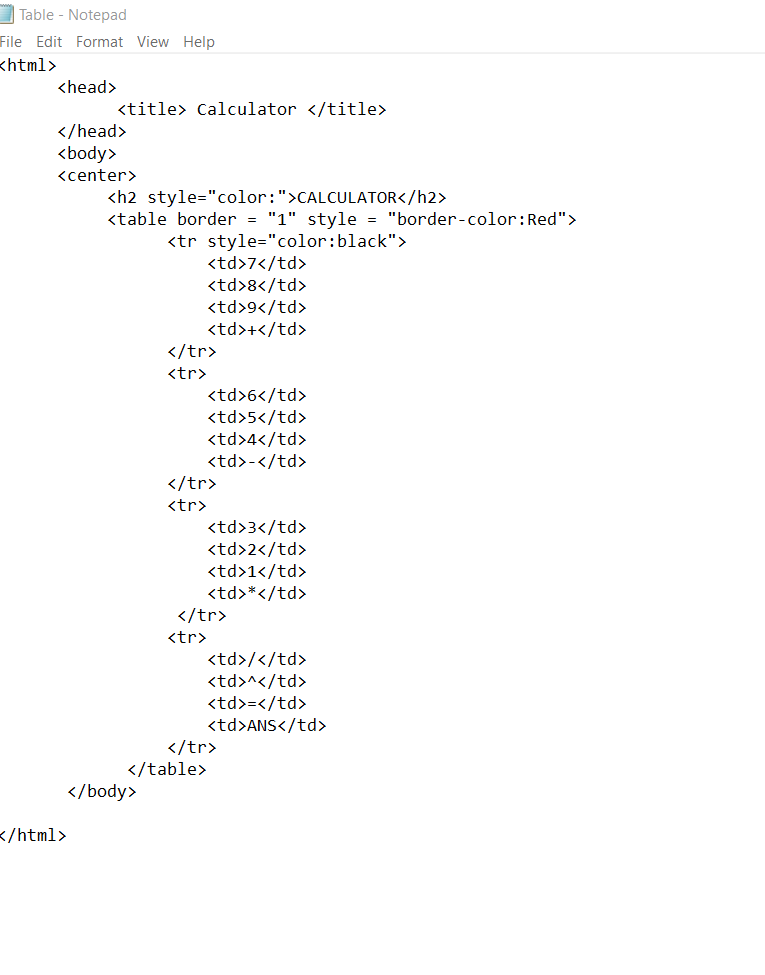 Table - Notepad
File Edit Format View Help
<html>
<head>
<title> Calculator </title>
</head>
<body>
<center>
<h2 style="color:">CALCULATOR</h2>
<table border = "1" style = "border-color:Red">
<tr style="color:black">
<td>7</td>
<td>8</td>
<td>9</td>
<td>+</td>
</tr>
<tr>
<td>6</td>
<td>5</td>
<td>4</td>
<td>-</td>
</tr>
<tr>
<td>3</td>
<td>2</td>
<td>1</td>
<td>*</td>
</tr>
<tr>
<td>/</td>
<td>^</td>
<td>=</td>
<td>ANS</td>
</tr>
</table>
</body>
</html>